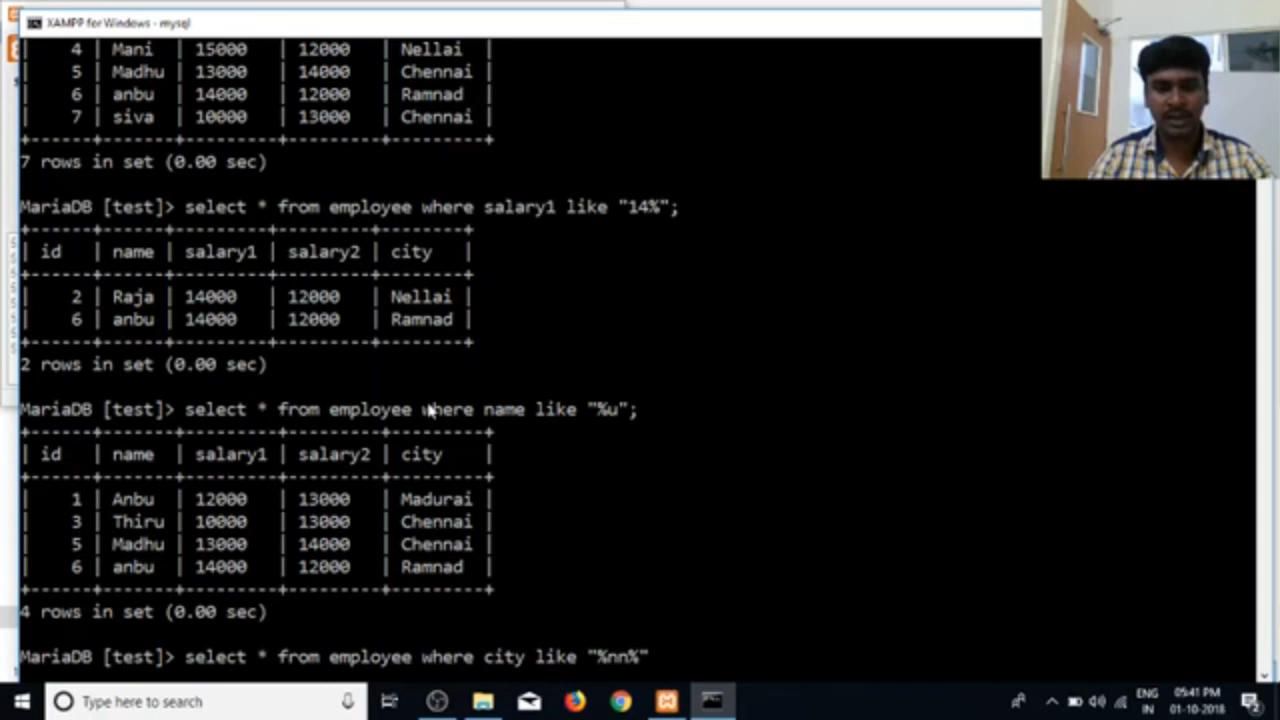 XAMPP for Windows - mysql
| 4 | Mani | 15000 | 12000 | Nellai |
| 5 | Madhu | 13000 | 14000 | Chennai |
| 6 | anbu | 14000 | 12000 | Ramnad |
| 7 | siva | 10000 | 13000 | Chennai |
7 rows in set (0.00 sec)
MariaDB [test]> select * from employee where salary1 like "14%";
| id | name | salary1 | salary2 | city |
| 2 | Raja | 14000 | 12000 | Nellai |
| 6 | anbu | 14000 | 12000 | Ramnad |
2 rows in set (0.00 sec)
MariaDB [test]> select * from employee where name like "%u";
| id | name | salary1 | salary2 | city |
| 1 | Anbu | 12000 | 13000 | Madurai |
| 3 | Thiru | 10000 | 13000 | Chennai |
| 5 | Madhu | 13000 | 14000 | Chennai |
| 6 | anbu | 14000 | 12000 | Ramnad |
4 rows in set (0.00 sec)
MariaDB [test]> select * from employee where city like "%nn%"
Type here to search
ENG
IN
05:41 PM
01-10-2018